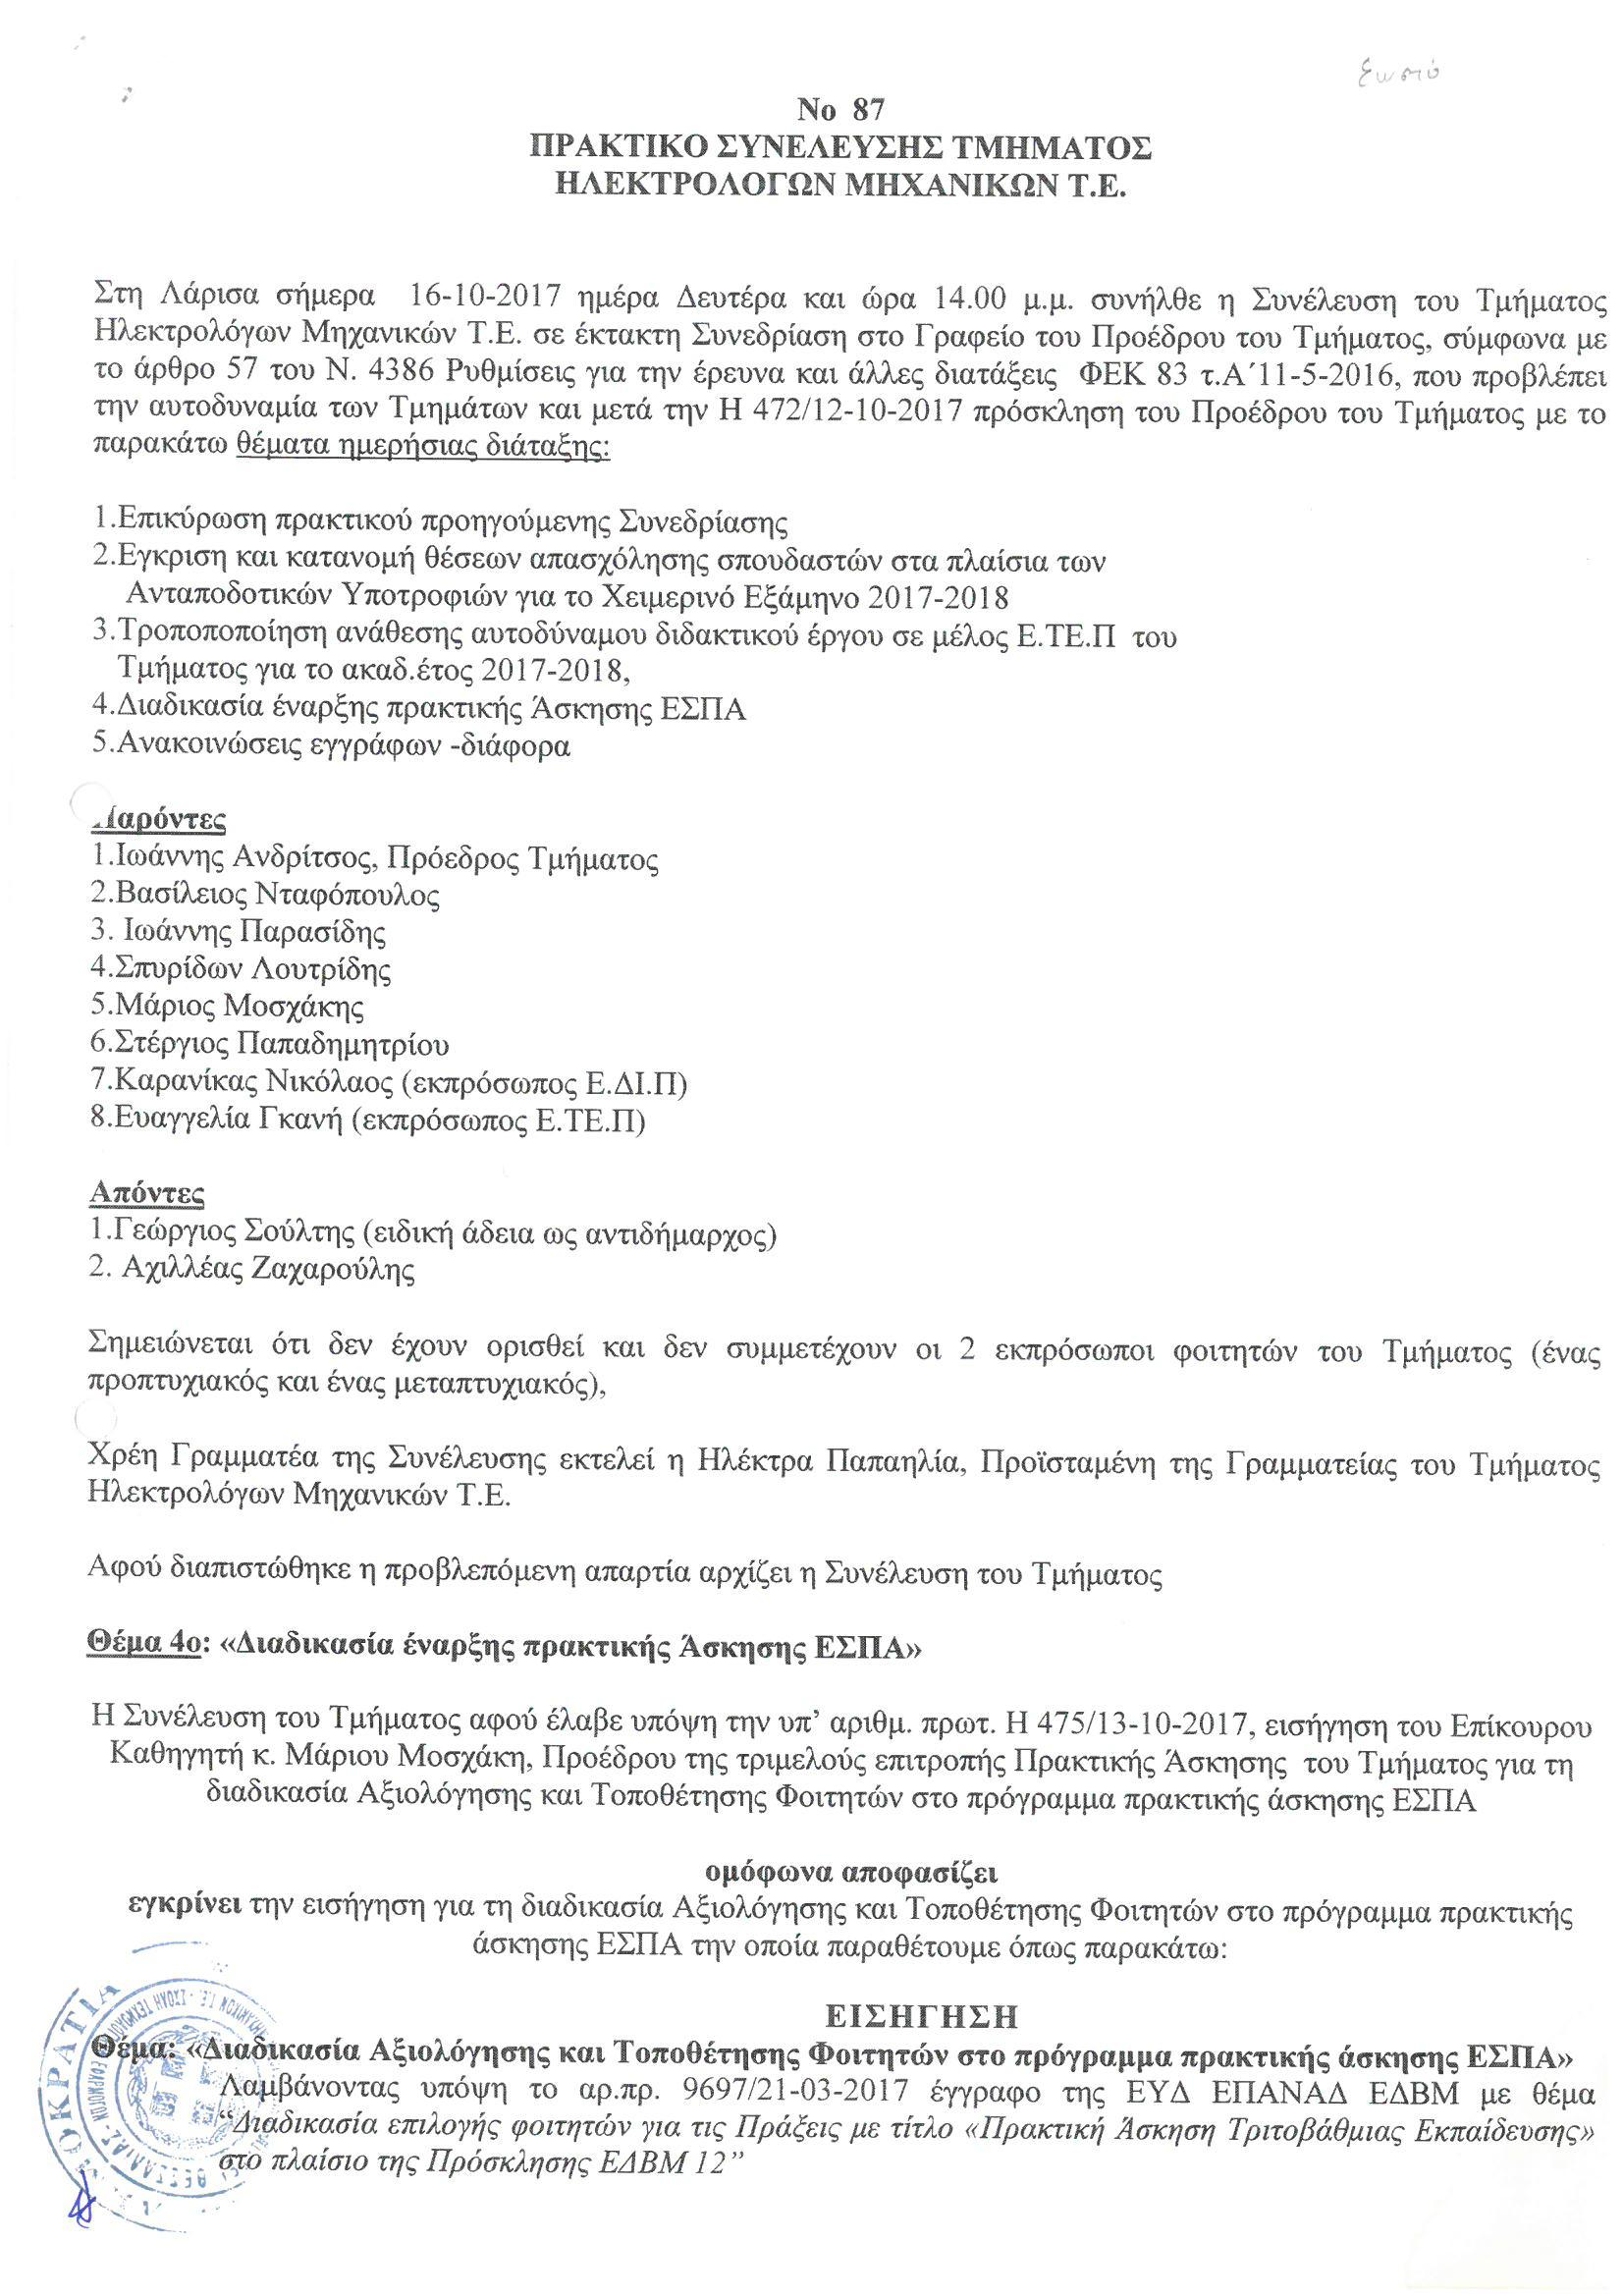 Σωστό
Νο 87
ΠΡΑΚΤΙΚΟ ΣΥΝΕΛΕΥΣΗΣ ΤΜΗΜΑΤΟΣ
ΗΛΕΚΤΡΟΛΟΓΩΝ ΜΗΧΑΝΙΚΩΝ Τ.Ε.
Στη Λάρισα σήμερα 16-10-2017 ημέρα Δευτέρα και ώρα 14.00 μ.μ. συνήλθε η Συνέλευση του Τμήματος
Ηλεκτρολόγων Μηχανικών Τ.Ε. σε έκτακτη Συνεδρίαση στο Γραφείο του Προέδρου του Τμήματος, σύμφωνα με
το άρθρο 57 του Ν. 4386 Ρυθμίσεις για την έρευνα και άλλες διατάξεις ΦΕΚ 83 τ.Α΄11-5-2016, που προβλέπει
την αυτοδυναμία των Τμημάτων και μετά την Η 472/12-10-2017 πρόσκληση του Προέδρου του Τμήματος με το
παρακάτω θέματα ημερήσιας διάταξης:
1.Επικύρωση πρακτικού προηγούμενης Συνεδρίασης
2.Εγκριση και κατανομή θέσεων απασχόλησης σπουδαστών στα πλαίσια των
Ανταποδοτικών Υποτροφιών για το Χειμερινό Εξάμηνο 2017-2018
3.Τροποποποίηση ανάθεσης αυτοδύναμου διδακτικού έργου σε μέλος Ε.ΤΕ.Π του
Τμήματος για το ακαδ.έτος 2017-2018,
4.Διαδικασία έναρξης πρακτικής Άσκησης ΕΣΠΑ
5.Ανακοινώσεις εγγράφων -διάφορα
Παρόντες
1.Ιωάννης Ανδρίτσος, Πρόεδρος Τμήματος
2.Βασίλειος Νταφόπουλος
3. Ιωάννης Παρασίδης
4.Σπυρίδων Λουτρίδης
5.Μάριος Μοσχάκης
6.Στέργιος Παπαδημητρίου
7.Καρανίκας Νικόλαος (εκπρόσωπος Ε.ΔΙ.Π)
8.Ευαγγελία Γκανή (εκπρόσωπος Ε.ΤΕ.Π)
Απόντες
1.Γεώργιος Σούλτης (ειδική άδεια ως αντιδήμαρχος)
2. Αχιλλέας Ζαχαρούλης
Σημειώνεται ότι δεν έχουν ορισθεί και δεν συμμετέχουν οι 2 εκπρόσωποι φοιτητών του Τμήματος (ένας
προπτυχιακός και ένας μεταπτυχιακός),
Χρέη Γραμματέα της Συνέλευσης εκτελεί η Ηλέκτρα Παπαηλία, Προϊσταμένη της Γραμματείας του Τμήματος
Ηλεκτρολόγων Μηχανικών Τ.Ε.
Αφού διαπιστώθηκε η προβλεπόμενη απαρτία αρχίζει η Συνέλευση του Τμήματος
Θέμα 4ο: «Διαδικασία έναρξης πρακτικής Άσκησης ΕΣΠΑ»
Η Συνέλευση του Τμήματος αφού έλαβε υπόψη την υπ’ αριθμ. πρωτ. Η 475/13-10-2017, εισήγηση του Επίκουρου
Καθηγητή κ. Μάριου Μοσχάκη, Προέδρου της τριμελούς επιτροπής Πρακτικής Άσκησης του Τμήματος για τη
διαδικασία Αξιολόγησης και Τοποθέτησης Φοιτητών στο πρόγραμμα πρακτικής άσκησης ΕΣΠΑ
ομόφωνα αποφασίζει
εγκρίνει την εισήγηση για τη διαδικασία Αξιολόγησης και Τοποθέτησης Φοιτητών στο πρόγραμμα πρακτικής
άσκησης ΕΣΠΑ την οποία παραθέτουμε όπως παρακάτω:
ΕΙΣΗΓΗΣΗ
Θέμα: «Διαδικασία Αξιολόγησης και Τοποθέτησης Φοιτητών στο πρόγραμμα πρακτικής άσκησης ΕΣΠΑ»
Λαμβάνοντας υπόψη το αρ.πρ. 9697/21-03-2017 έγγραφο της ΕΥΔ ΕΠΑΝΑΔ ΕΔΒΜ με θέμα
“Διαδικασία επιλογής φοιτητών για τις Πράξεις με τίτλο «Πρακτική Άσκηση Τριτοβάθμιας Εκπαίδευσης»
στο πλαίσιο της Πρόσκλησης ΕΔΒΜ 12”